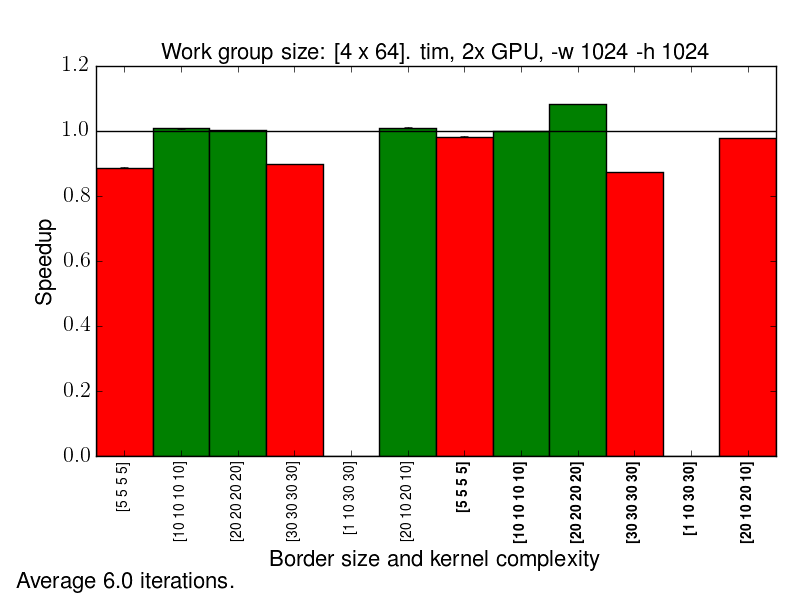 Work group size: [4 x 64]. tim, 2x GPU, -w 1024 -h 1024
1.2
1.0
0.8
0.6
0.4
0.2
0.0
Speedup
[5 5 5 5]
[10 10 10 10]
[20 20 20 20]
[30 30 30 30]
[1 10 30 30]
[20 10 20 10]
[5 5 5 5]
[10 10 10 10]
[20 20 20 20]
[30 30 30 30]
[1 10 30 30]
[20 10 20 10]
Border size and kernel complexity
Average 6.0 iterations.